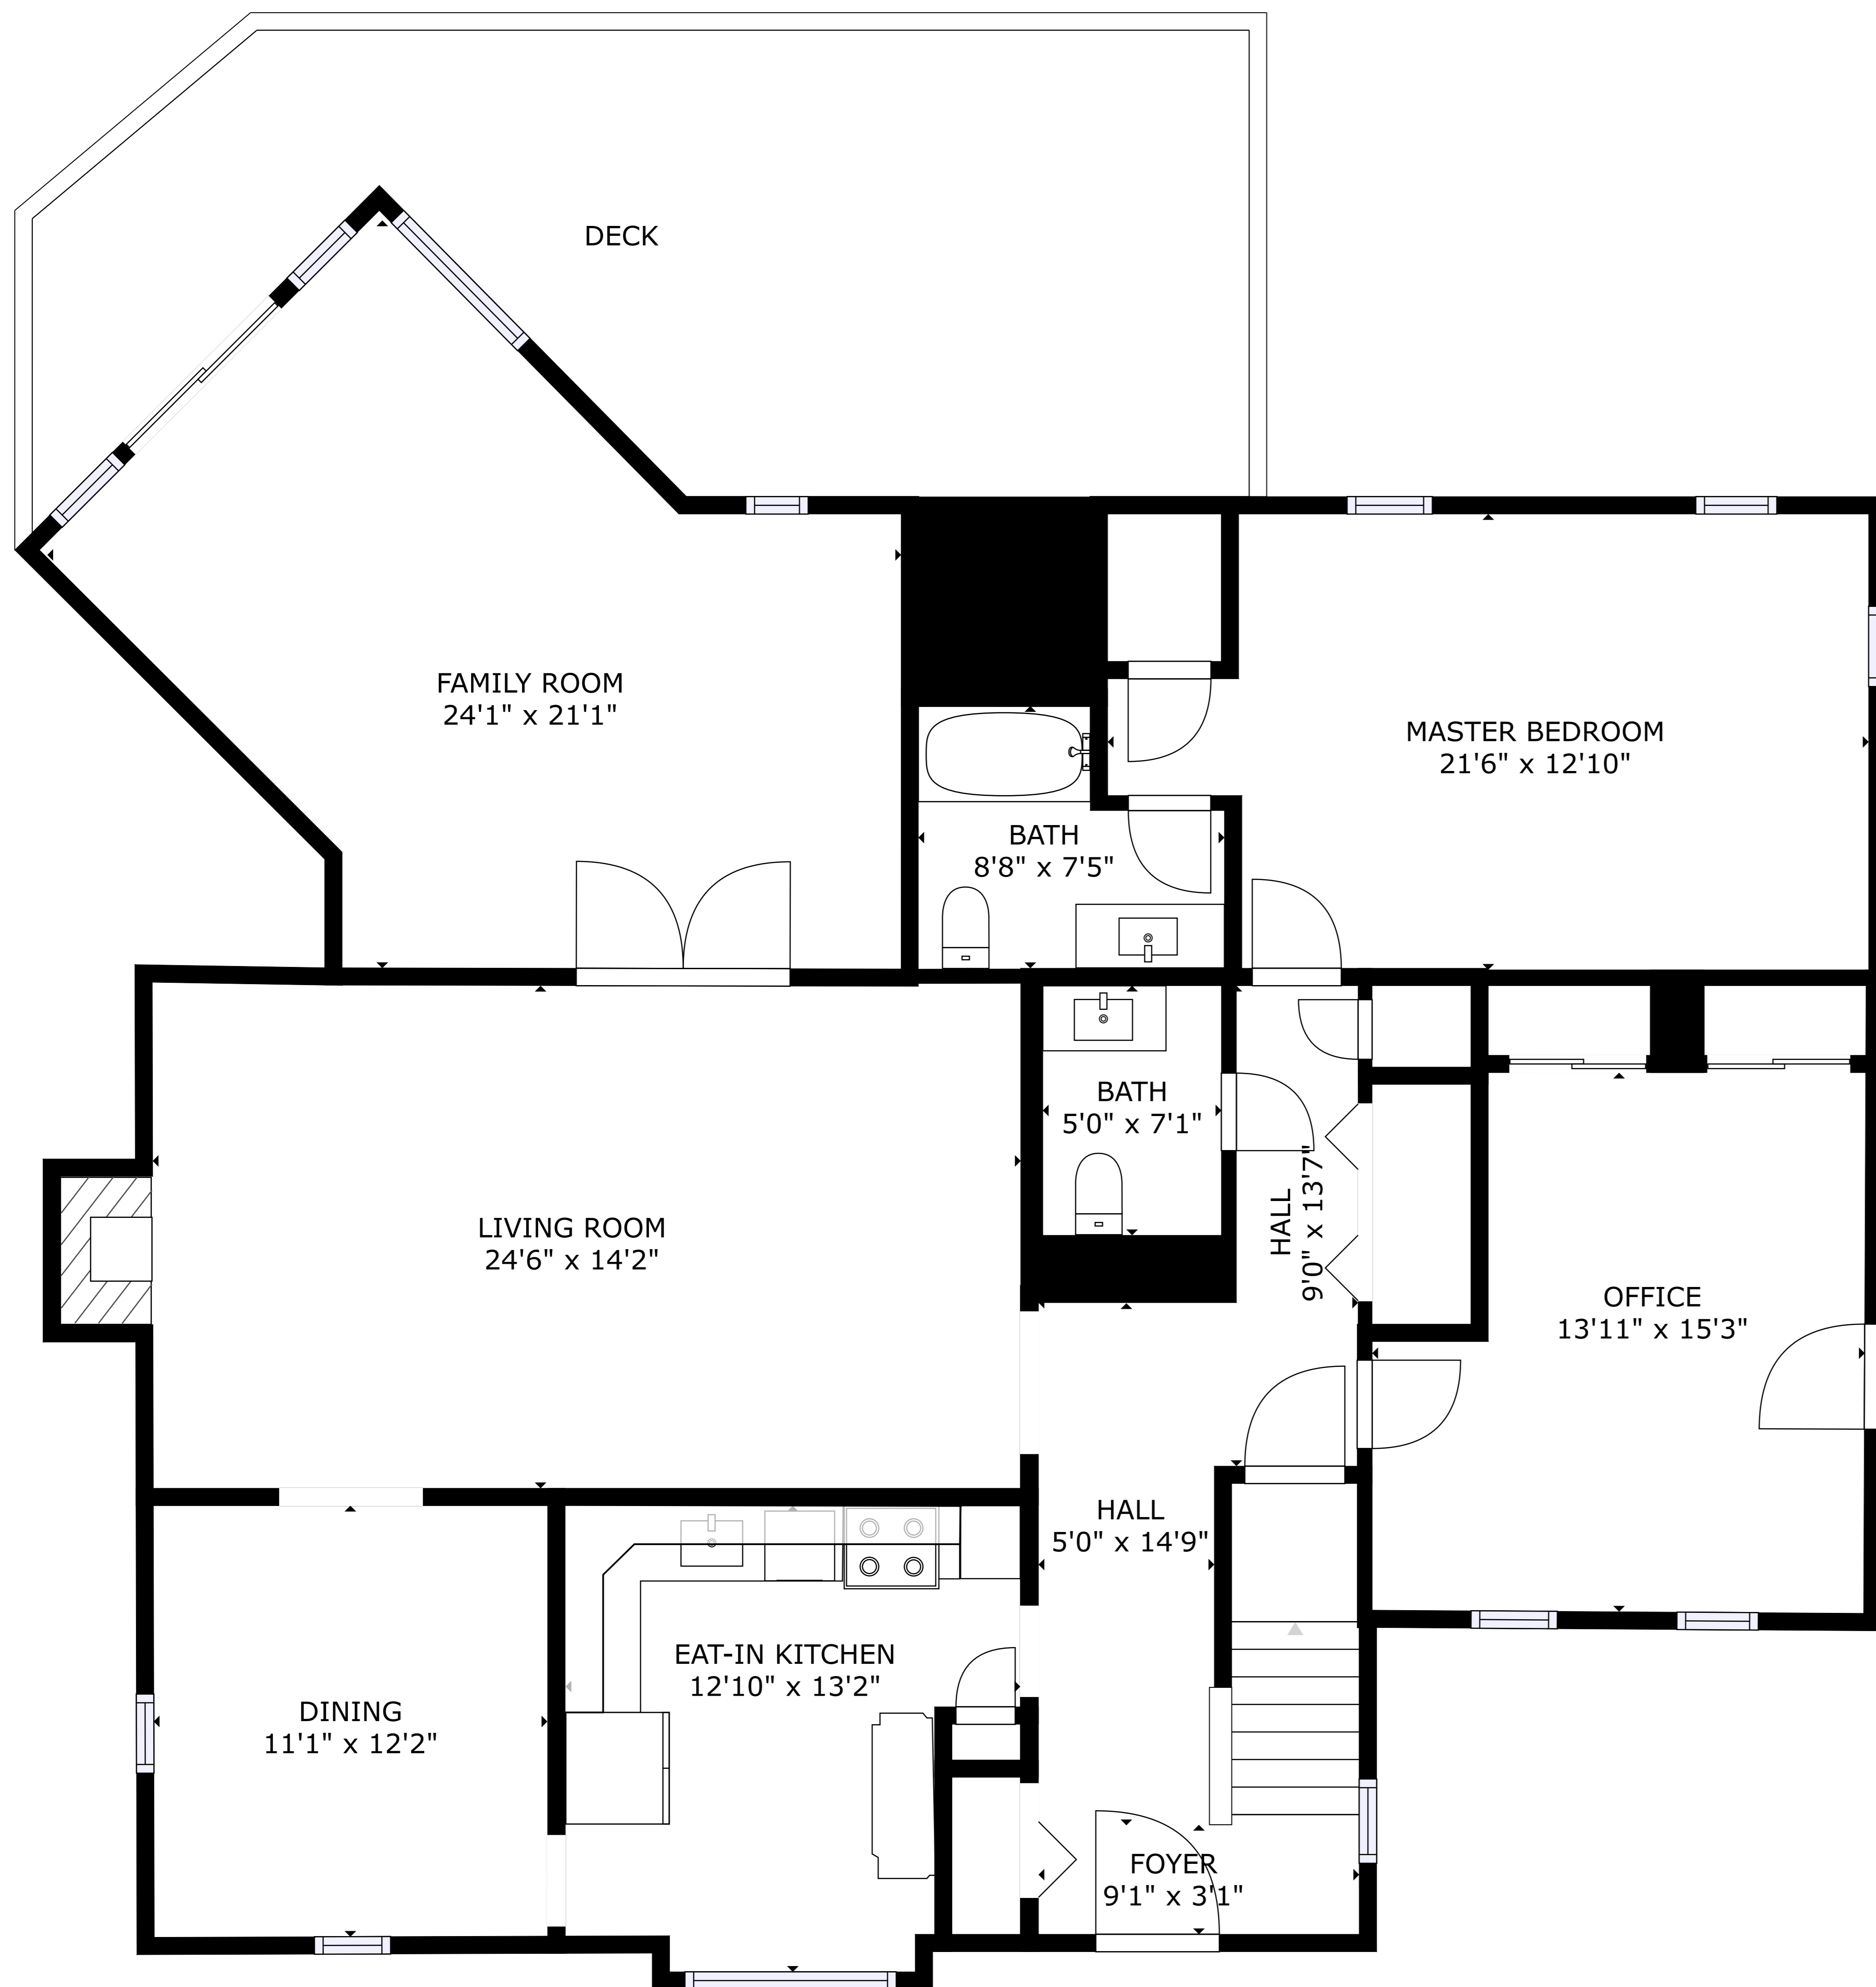 DECK
FAMILY ROOM
24'1" x 21'1"
MASTER BEDROOM
21'6" x 12'10"
BATH
8'8" x 7'5"
BATH
5'0" x 7'1"
HALL
9'0" x 13'7"
LIVING ROOM
24'6" x 14'2"
OFFICE
13'11" x 15'3"
HALL
5'0" x 14'9"
EAT-IN KITCHEN
12'10" x 13'2"
DINING
11'1" x 12'2"
FOYER
9'1" x 3'1"